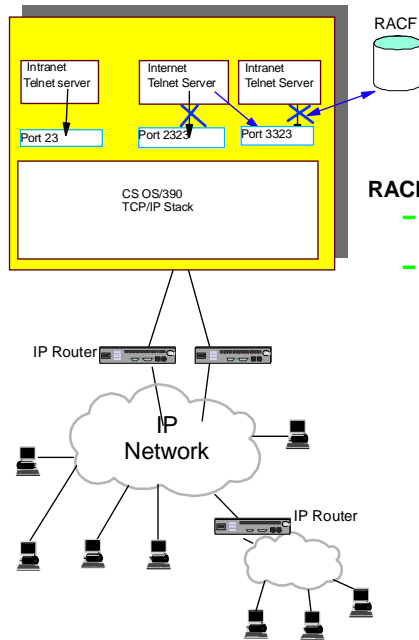 RACF
Intranet
Telnet server
Internet
Telnet Server
Intranet
Telnet Server
Port 23
Port 2323
Port 3323
CS OS/390
TCP/IP Stack
IP Router
IP
Network
IP Router